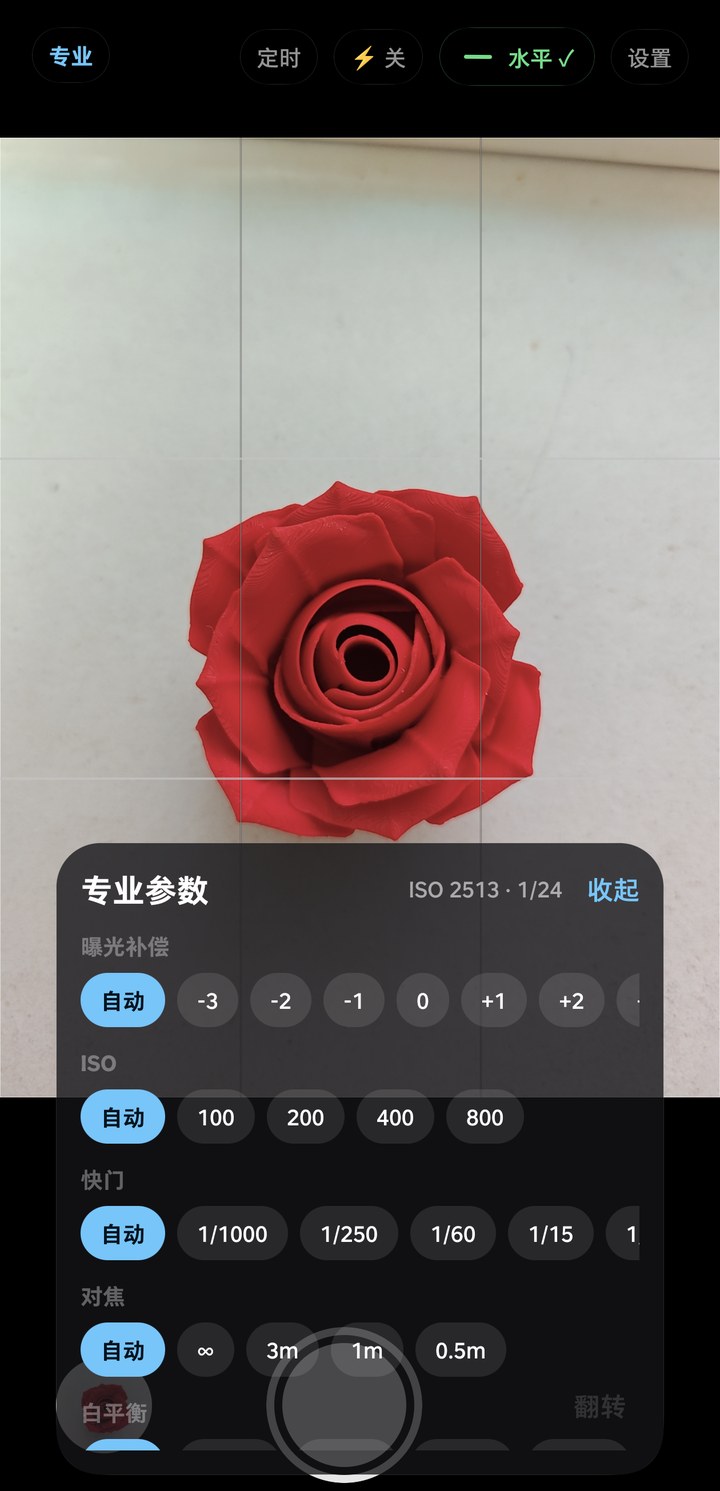 专业 定时 ⚡ 关 水平 ✓ 设置
专业参数 ISO 2513 · 1/24 收起
曝光补偿
自动 -3 -2 -1 0 +1 +2
ISO
自动 100 200 400 800
快门
自动 1/1000 1/250 1/60 1/15
对焦
自动 ∞ 3m 1m 0.5m
白平衡 翻转